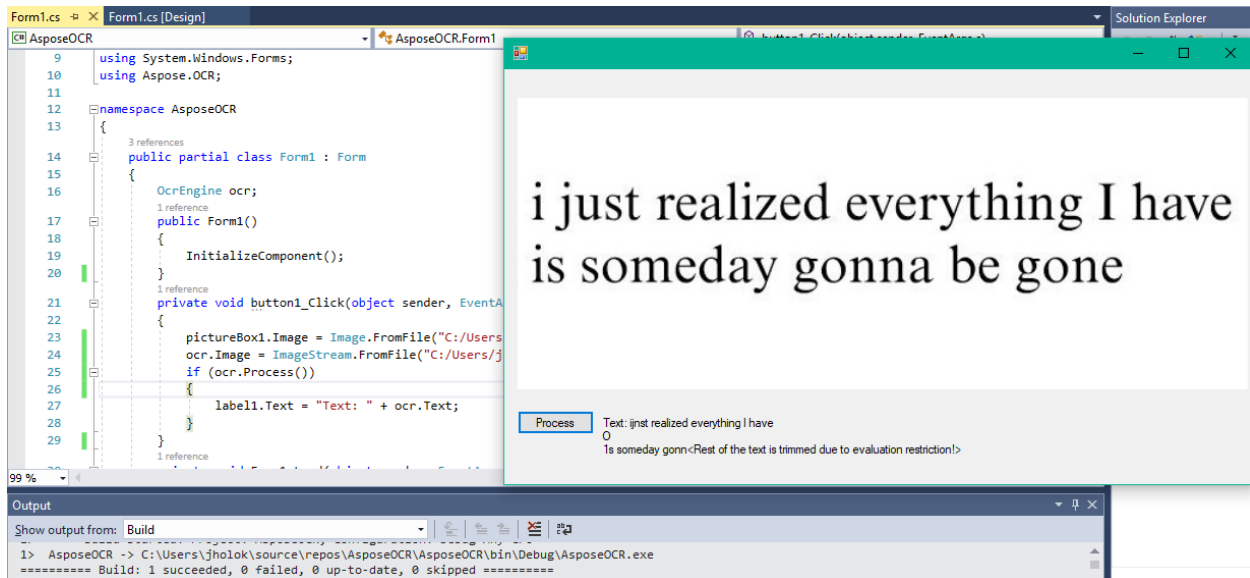 Form1.cs
Form1.cs [Design]
Solution Explorer
C# AsposeOCR
AsposeOCR.Form1
button1_Click(object sender, EventArgs e)
9 using System.Windows.Forms;
10 using Aspose.OCR;
11
12 namespace AsposeOCR
13 {
3 references
14 public partial class Form1 : Form
15 {
16 OcrEngine ocr;
1 reference
17 public Form1()
18 {
19 InitializeComponent();
20 }
1 reference
21 private void button1_Click(object sender, EventA
22 {
23 pictureBox1.Image = Image.FromFile("C:/Users
24 ocr.Image = ImageStream.FromFile("C:/Users/j
25 if (ocr.Process())
26 {
27 label1.Text = "Text: " + ocr.Text;
28 }
29 }
1 reference
99 %
i just realized everything I have
is someday gonna be gone
Process
Text: ijnst realized everything I have
O
1s someday gonn<Rest of the text is trimmed due to evaluation restriction!>
Output
Show output from: Build
1> AsposeOCR -> C:\Users\jholok\source\repos\AsposeOCR\AsposeOCR\bin\Debug\AsposeOCR.exe
========== Build: 1 succeeded, 0 failed, 0 up-to-date, 0 skipped ==========